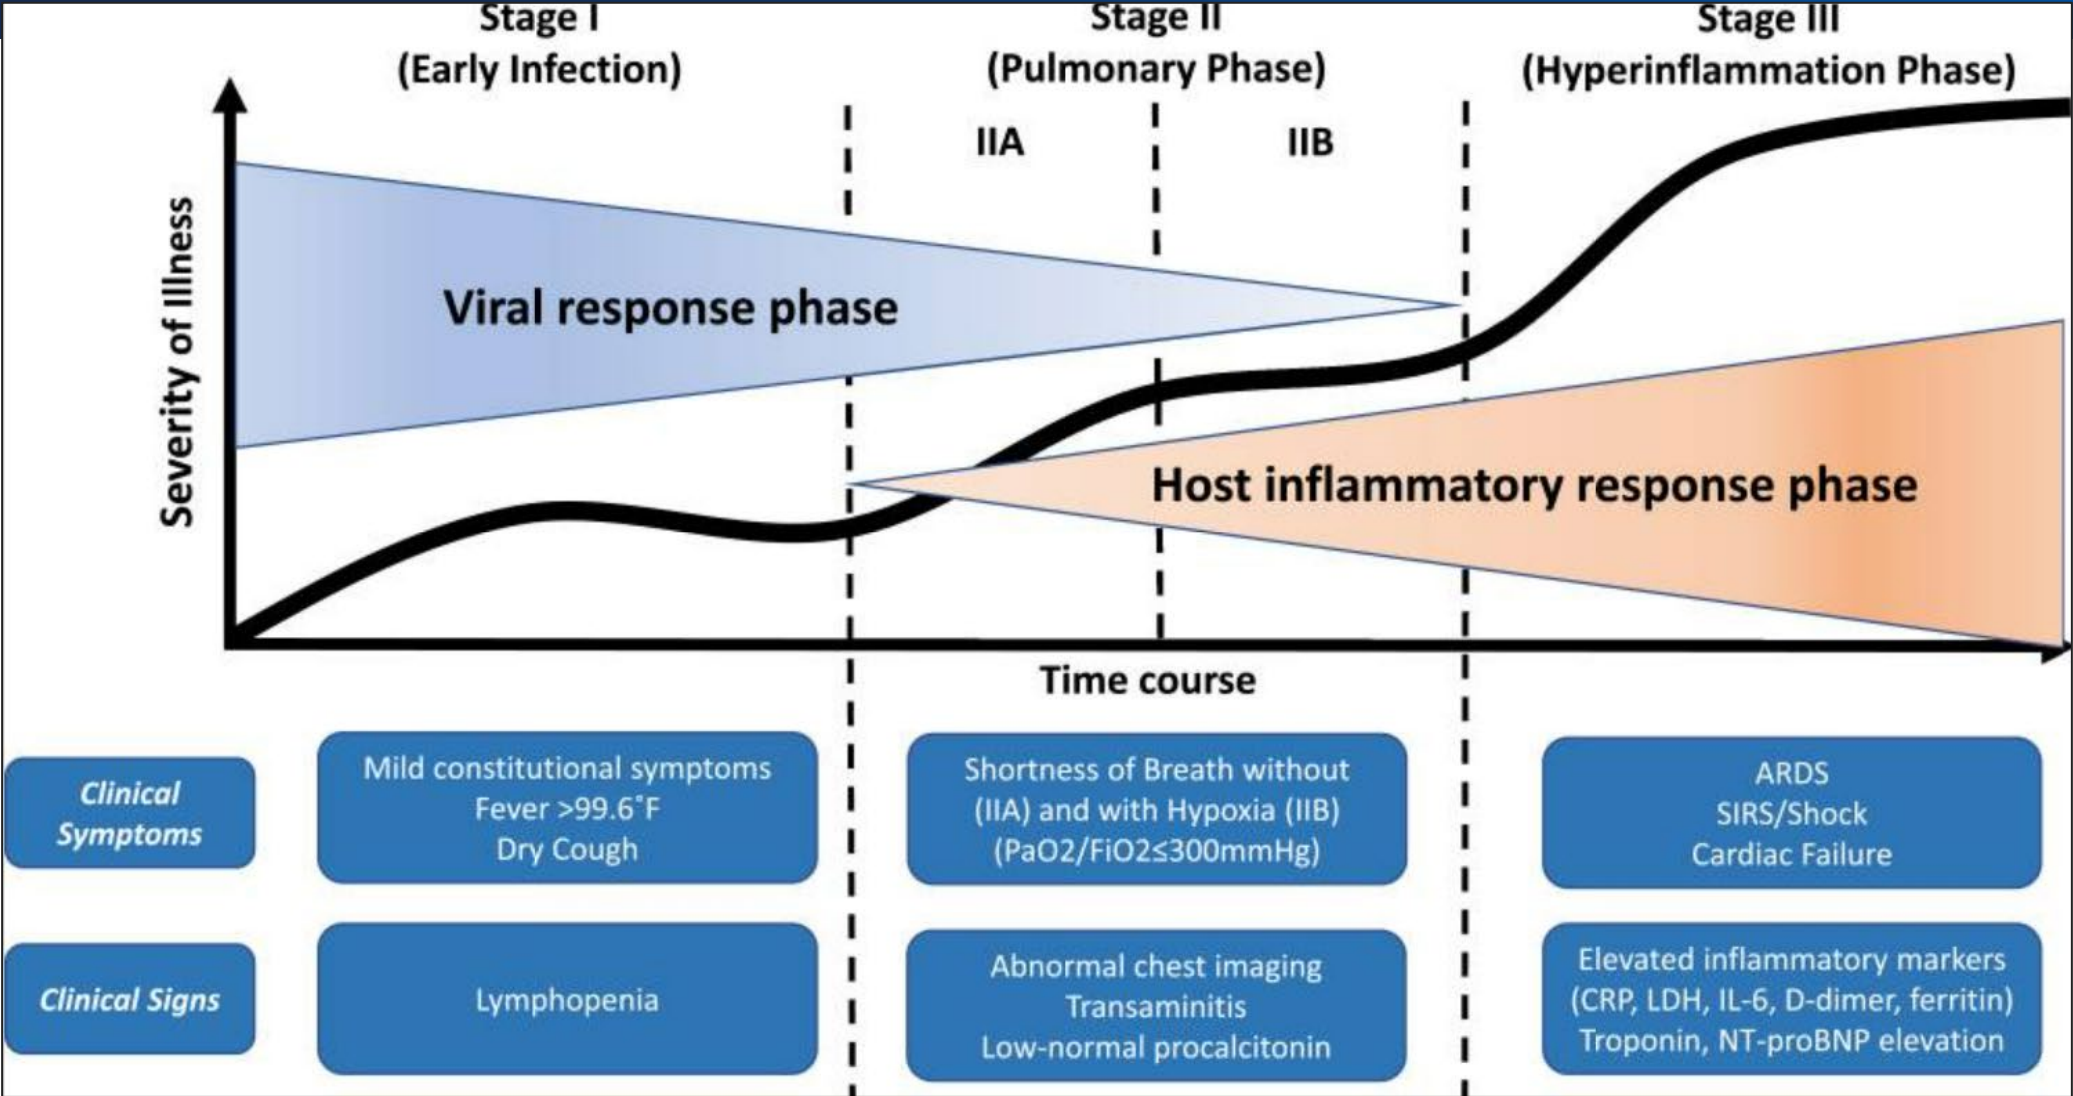 Stage I
(Early Infection)
Stage II
(Pulmonary Phase)
Stage III
(Hyperinflammation Phase)
IIA
IIB
Severity of Illness
Viral response phase
Host inflammatory response phase
Time course
Clinical
Symptoms
Mild constitutional symptoms
Fever >99.6°F
Dry Cough
Shortness of Breath without
(IIA) and with Hypoxia (IIB)
(PaO2/FiO2≤300mmHg)
ARDS
SIRS/Shock
Cardiac Failure
Clinical Signs
Lymphopenia
Abnormal chest imaging
Transaminitis
Low-normal procalcitonin
Elevated inflammatory markers
(CRP, LDH, IL-6, D-dimer, ferritin)
Troponin, NT-proBNP elevation